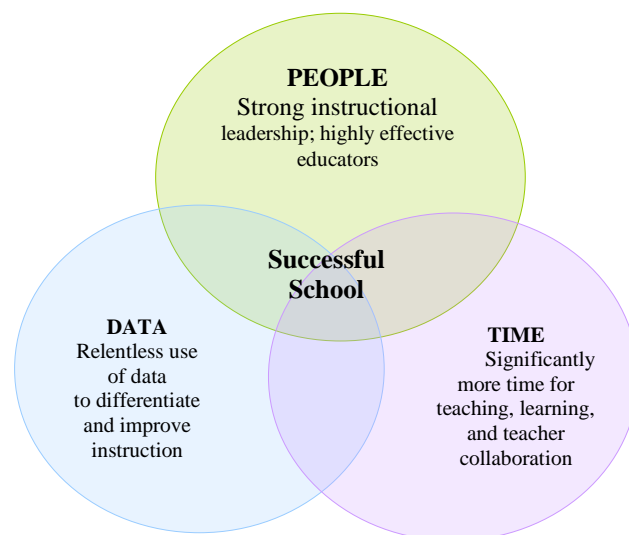 PEOPLE
Strong instructional
leadership; highly effective
educators
Successful
School
DATA
Relentless use
of data
to differentiate
and improve
instruction
TIME
Significantly
more time for
teaching, learning,
and teacher
collaboration